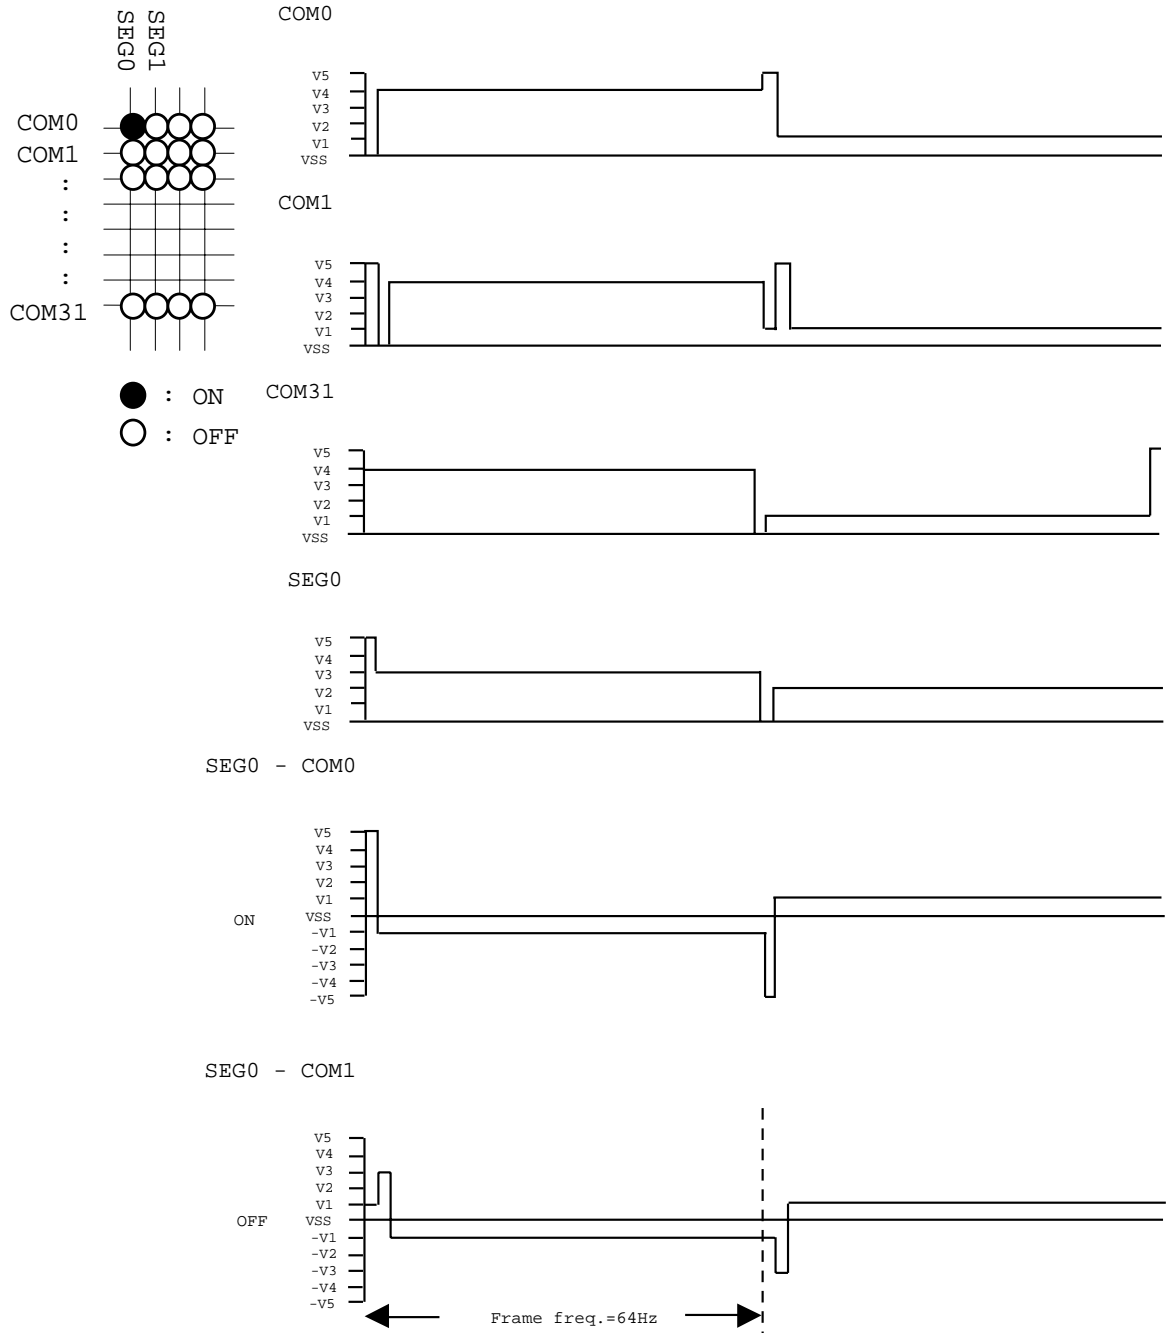 SEG0
SEG1
COM0
COM1
:
:
:
:
COM31
: ON
: OFF
COM0
V5
V4
V3
V2
V1
VSS
COM1
V5
V4
V3
V2
V1
VSS
COM31
V5
V4
V3
V2
V1
VSS
SEG0
V5
V4
V3
V2
V1
VSS
SEG0 - COM0
V5
V4
V3
V2
V1
ON VSS
-V1
-V2
-V3
-V4
-V5
SEG0 - COM1
V5
V4
V3
V2
V1
OFF VSS
-V1
-V2
-V3
-V4
-V5
Frame freq.=64Hz